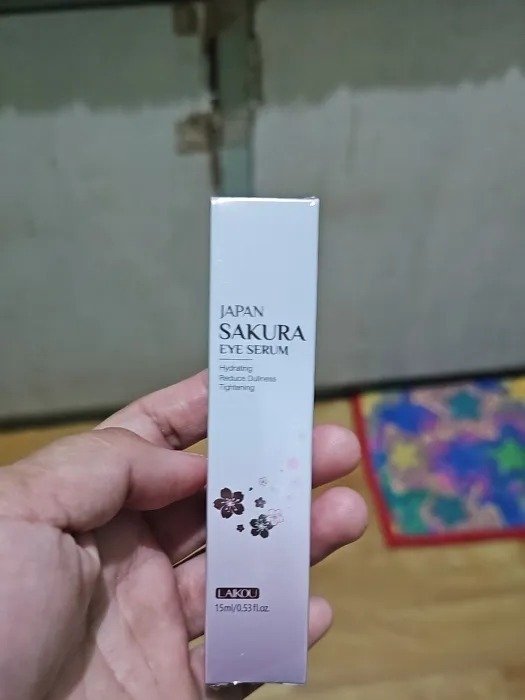 JAPAN
SAKURA
EYE SERUM
Hydrating
Reduce Dullness
Tightening
LAIKOU
15ml/0.53 fl.oz.